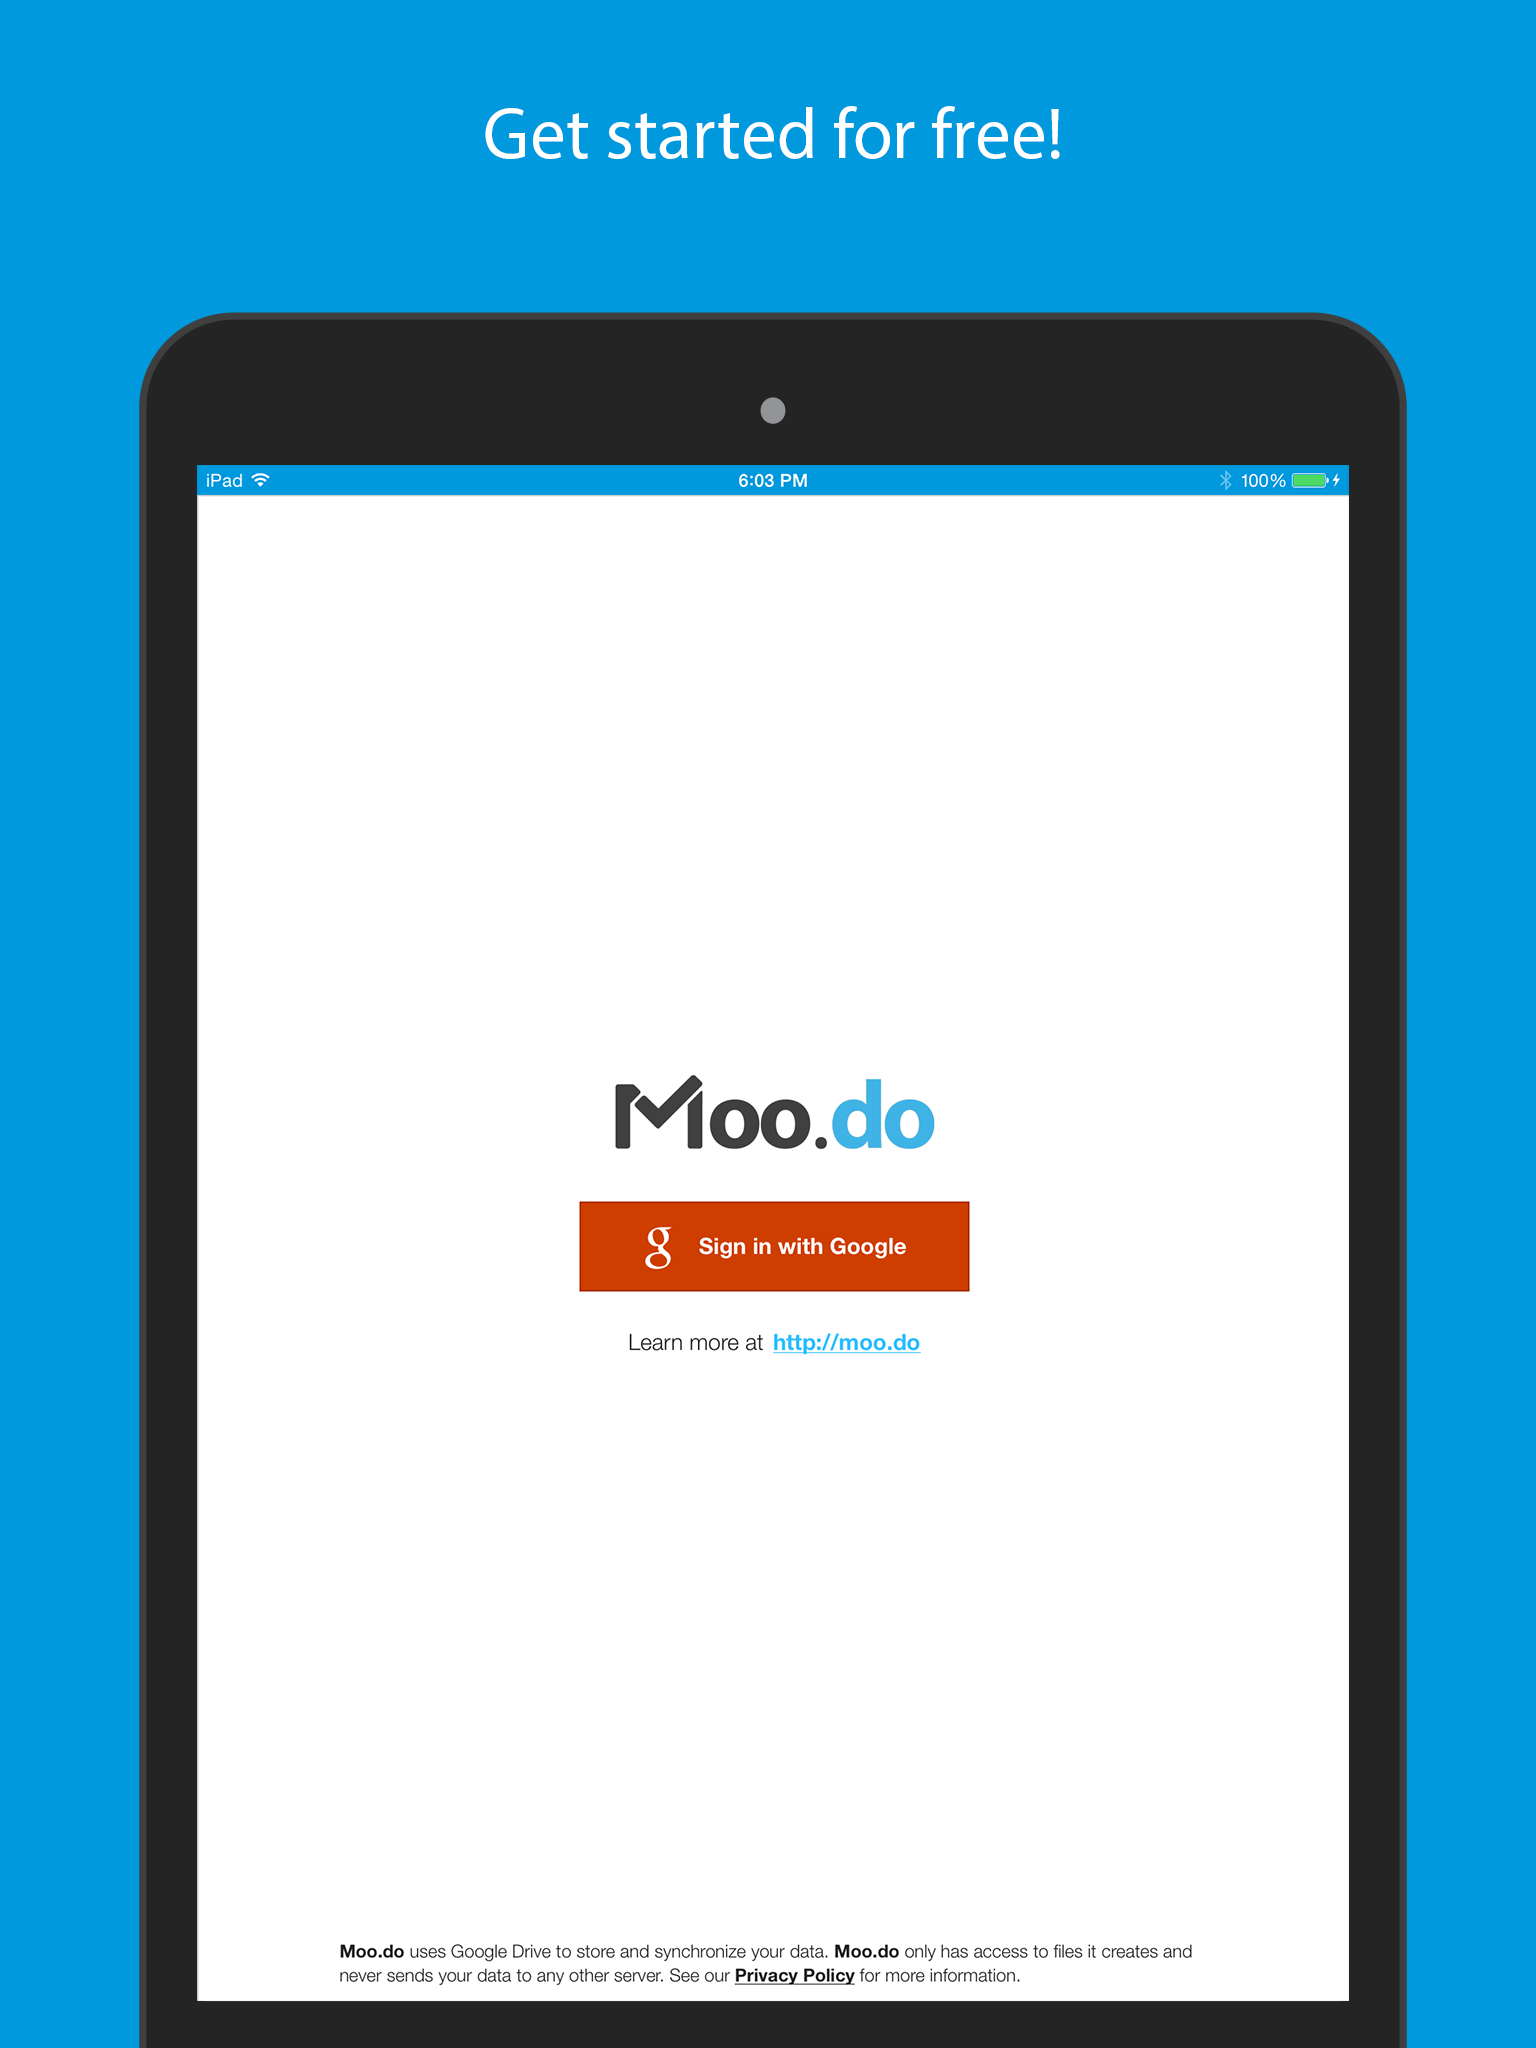 Get started for free!
iPad 6:03 PM 100%
Moo.do
g Sign in with Google
Learn more at http://moo.do
Moo.do uses Google Drive to store and synchronize your data. Moo.do only has access to files it creates and
never sends your data to any other server. See our Privacy Policy for more information.